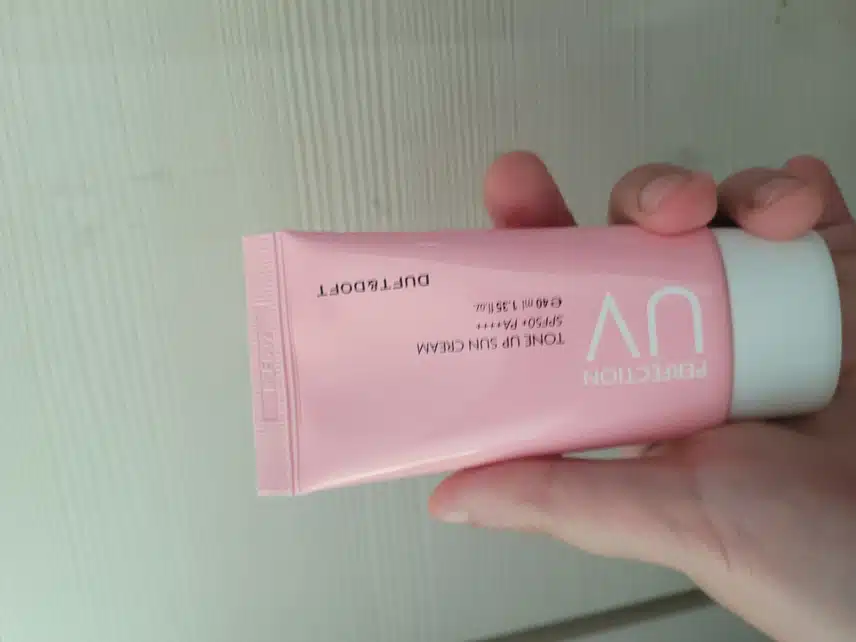 PERFECTION
UV
TONE UP SUN CREAM
SPF50+ PA++++
℮ 40 ml 1.35 fl.oz.
DUFT&DOFT